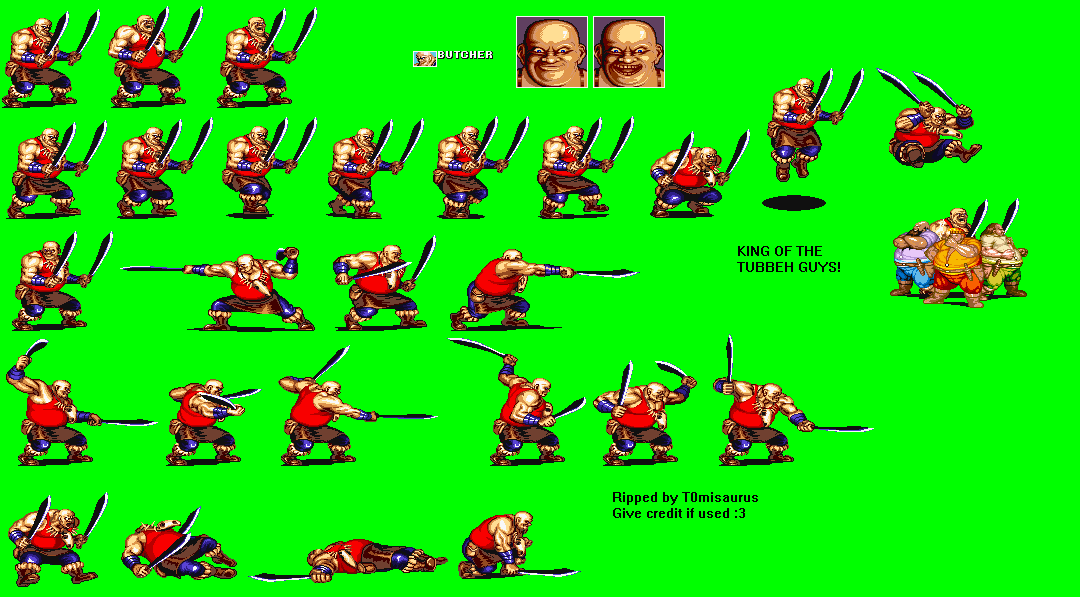 BUTCHER
KING OF THE
TUBBEH GUYS!
Ripped by T0misaurus
Give credit if used :3